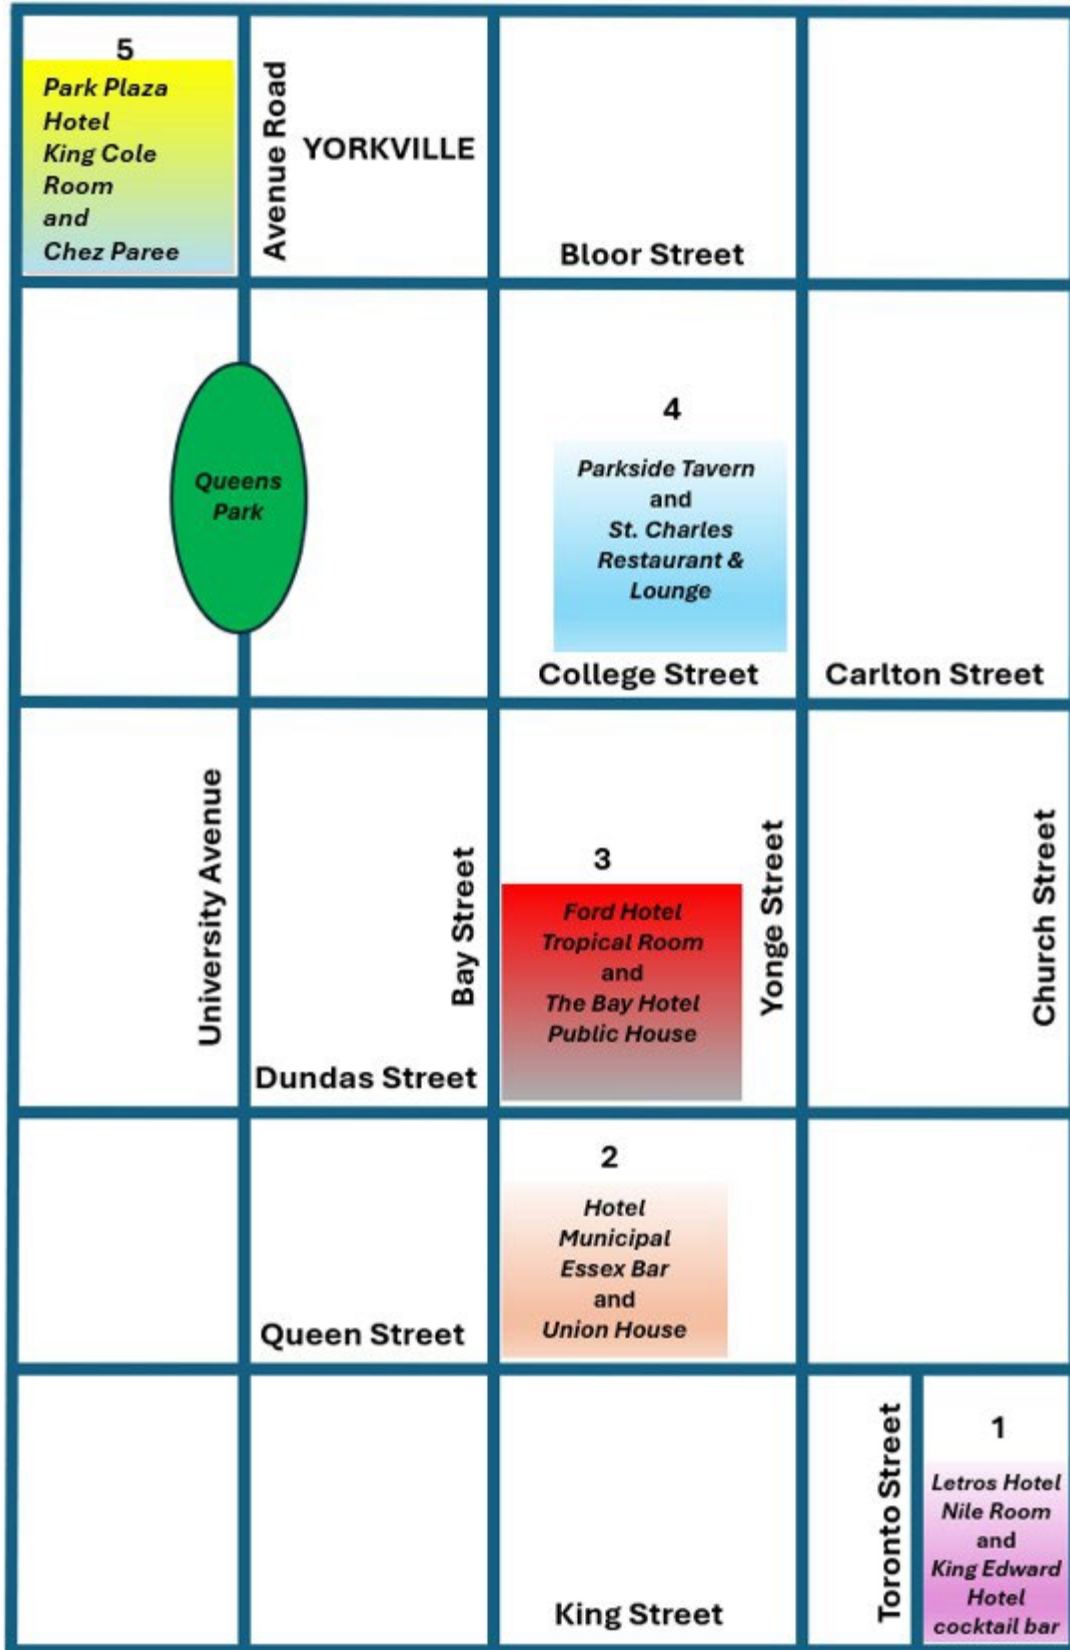 5
Park Plaza
Hotel
King Cole
Room
and
Chez Paree
Avenue Road
YORKVILLE
Bloor Street
Queens
Park
4
Parkside Tavern
and
St. Charles
Restaurant &
Lounge
College Street
Carlton Street
University Avenue
Bay Street
3
Ford Hotel
Tropical Room
and
The Bay Hotel
Public House
Yonge Street
Church Street
Dundas Street
2
Hotel
Municipal
Essex Bar
and
Union House
Queen Street
Toronto Street
1
Letros Hotel
Nile Room
and
King Edward
Hotel
cocktail bar
King Street